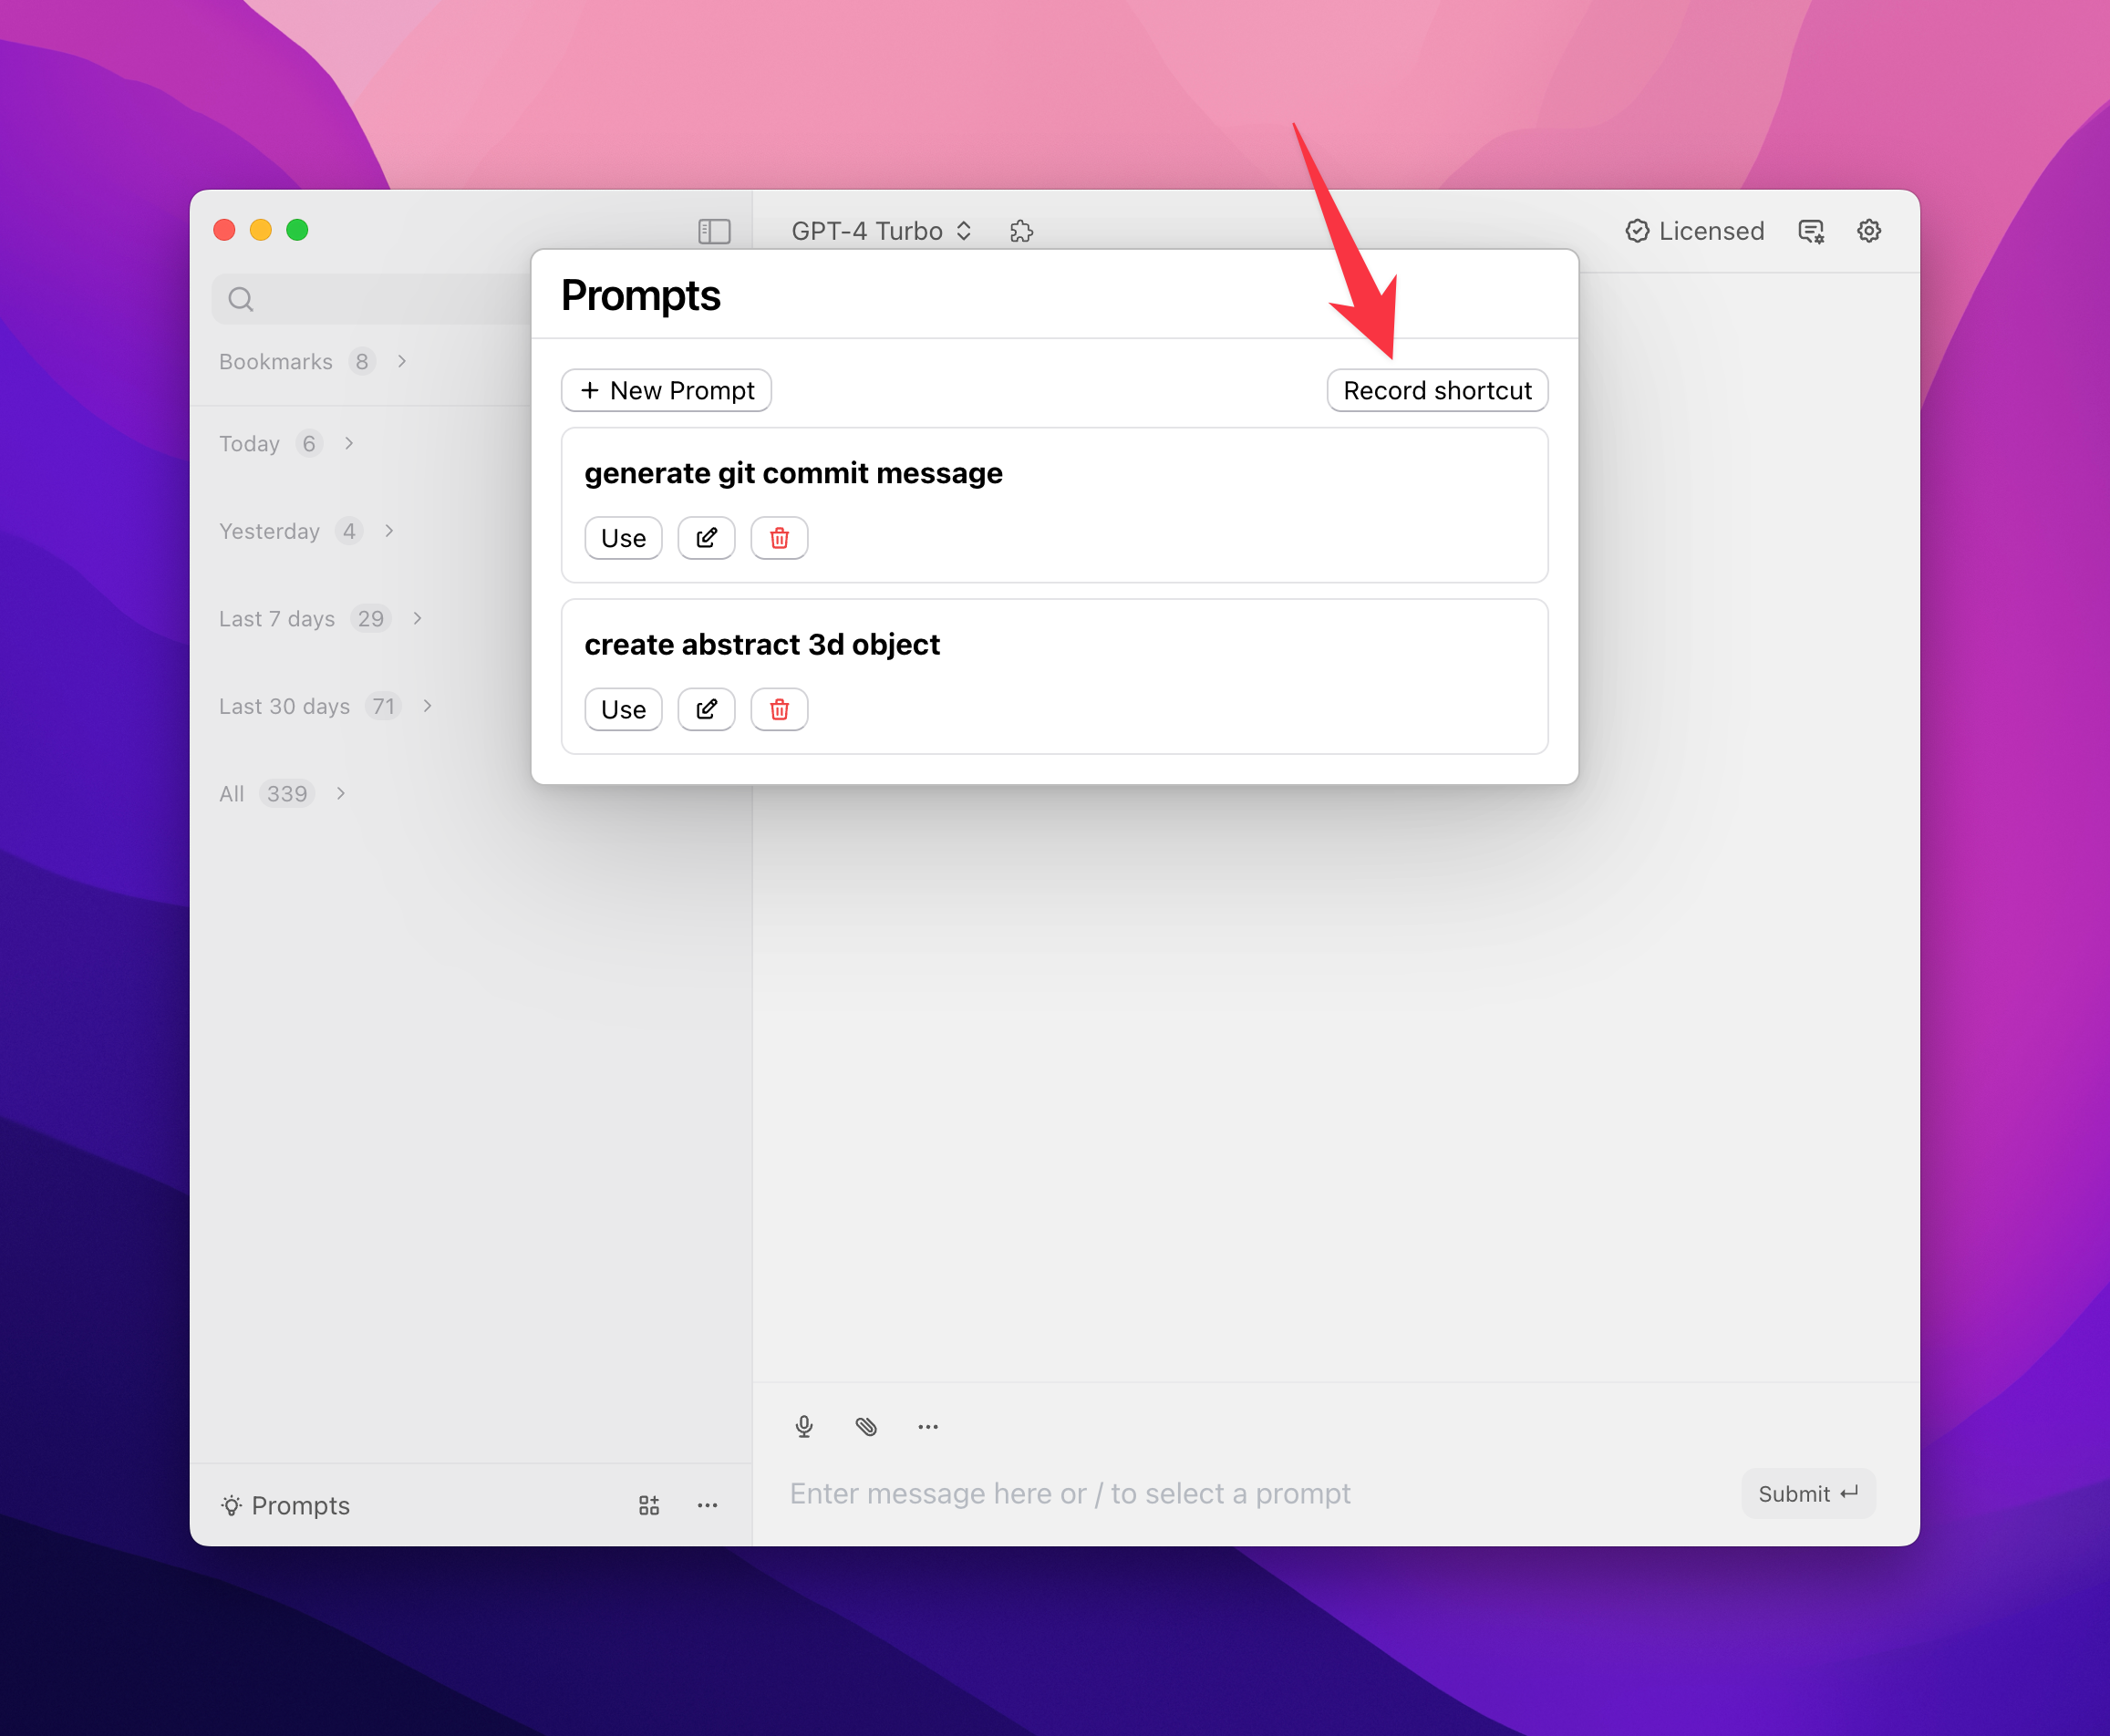 GPT-4 Turbo
Licensed
Prompts
+ New Prompt
Record shortcut
generate git commit message
Use
create abstract 3d object
Use
Bookmarks 8
Today 6
Yesterday 4
Last 7 days 29
Last 30 days 71
All 339
Prompts
Enter message here or / to select a prompt
Submit